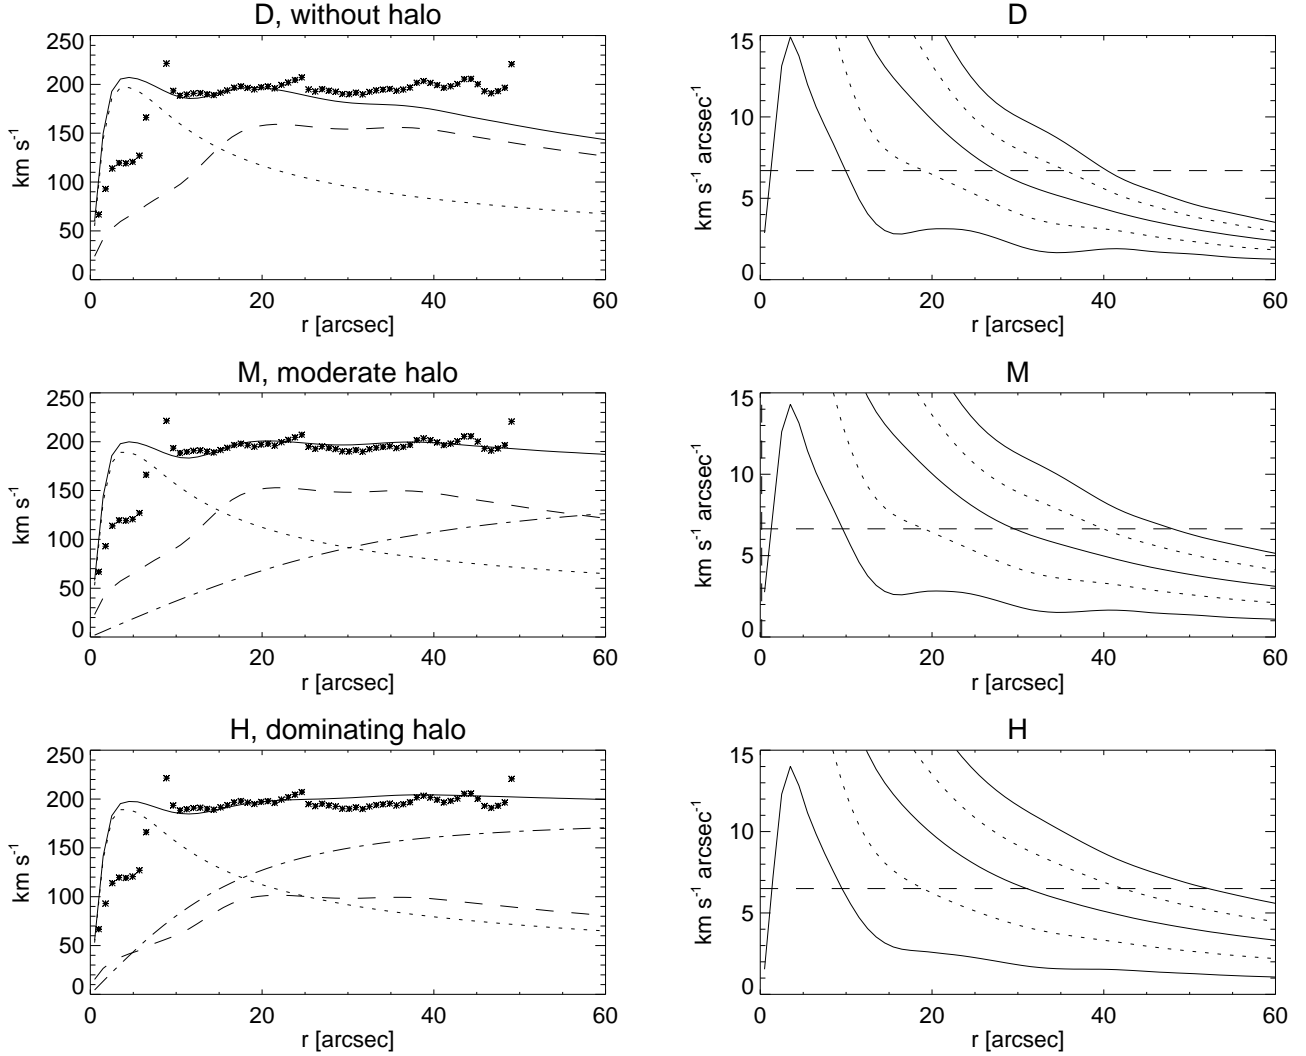 D, without halo
250
200
150
100
50
0
km s⁻¹
0 20 40 60
r [arcsec]
D
15
10
5
0
km s⁻¹ arcsec⁻¹
0 20 40 60
r [arcsec]
M, moderate halo
250
200
150
100
50
0
km s⁻¹
0 20 40 60
r [arcsec]
M
15
10
5
0
km s⁻¹ arcsec⁻¹
0 20 40 60
r [arcsec]
H, dominating halo
250
200
150
100
50
0
km s⁻¹
0 20 40 60
r [arcsec]
H
15
10
5
0
km s⁻¹ arcsec⁻¹
0 20 40 60
r [arcsec]